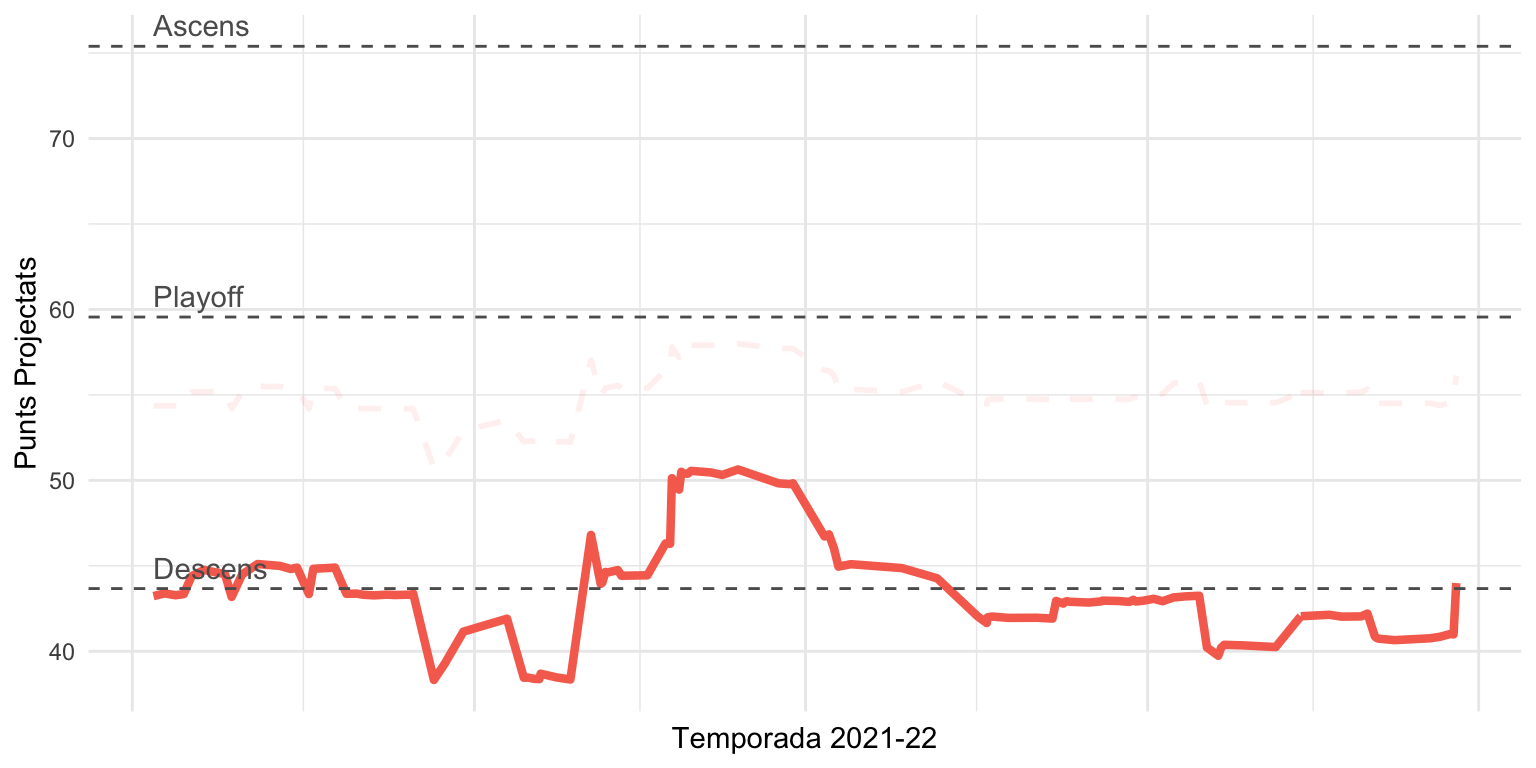 Ascens
70
Playoff
60
50
Descens
40
Punts Projectats
Temporada 2021-22